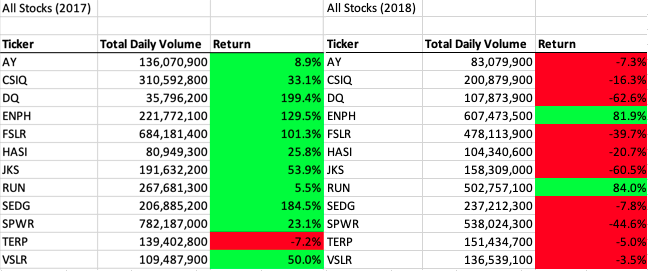 All Stocks (2017) All Stocks (2018)
Ticker Total Daily Volume Return Ticker Total Daily Volume Return
AY 136,070,900 8.9% AY 83,079,900 -7.3%
CSIQ 310,592,800 33.1% CSIQ 200,879,900 -16.3%
DQ 35,796,200 199.4% DQ 107,873,900 -62.6%
ENPH 221,772,100 129.5% ENPH 607,473,500 81.9%
FSLR 684,181,400 101.3% FSLR 478,113,900 -39.7%
HASI 80,949,300 25.8% HASI 104,340,600 -20.7%
JKS 191,632,200 53.9% JKS 158,309,000 -60.5%
RUN 267,681,300 5.5% RUN 502,757,100 84.0%
SEDG 206,885,200 184.5% SEDG 237,212,300 -7.8%
SPWR 782,187,000 23.1% SPWR 538,024,300 -44.6%
TERP 139,402,800 -7.2% TERP 151,434,700 -5.0%
VSLR 109,487,900 50.0% VSLR 136,539,100 -3.5%